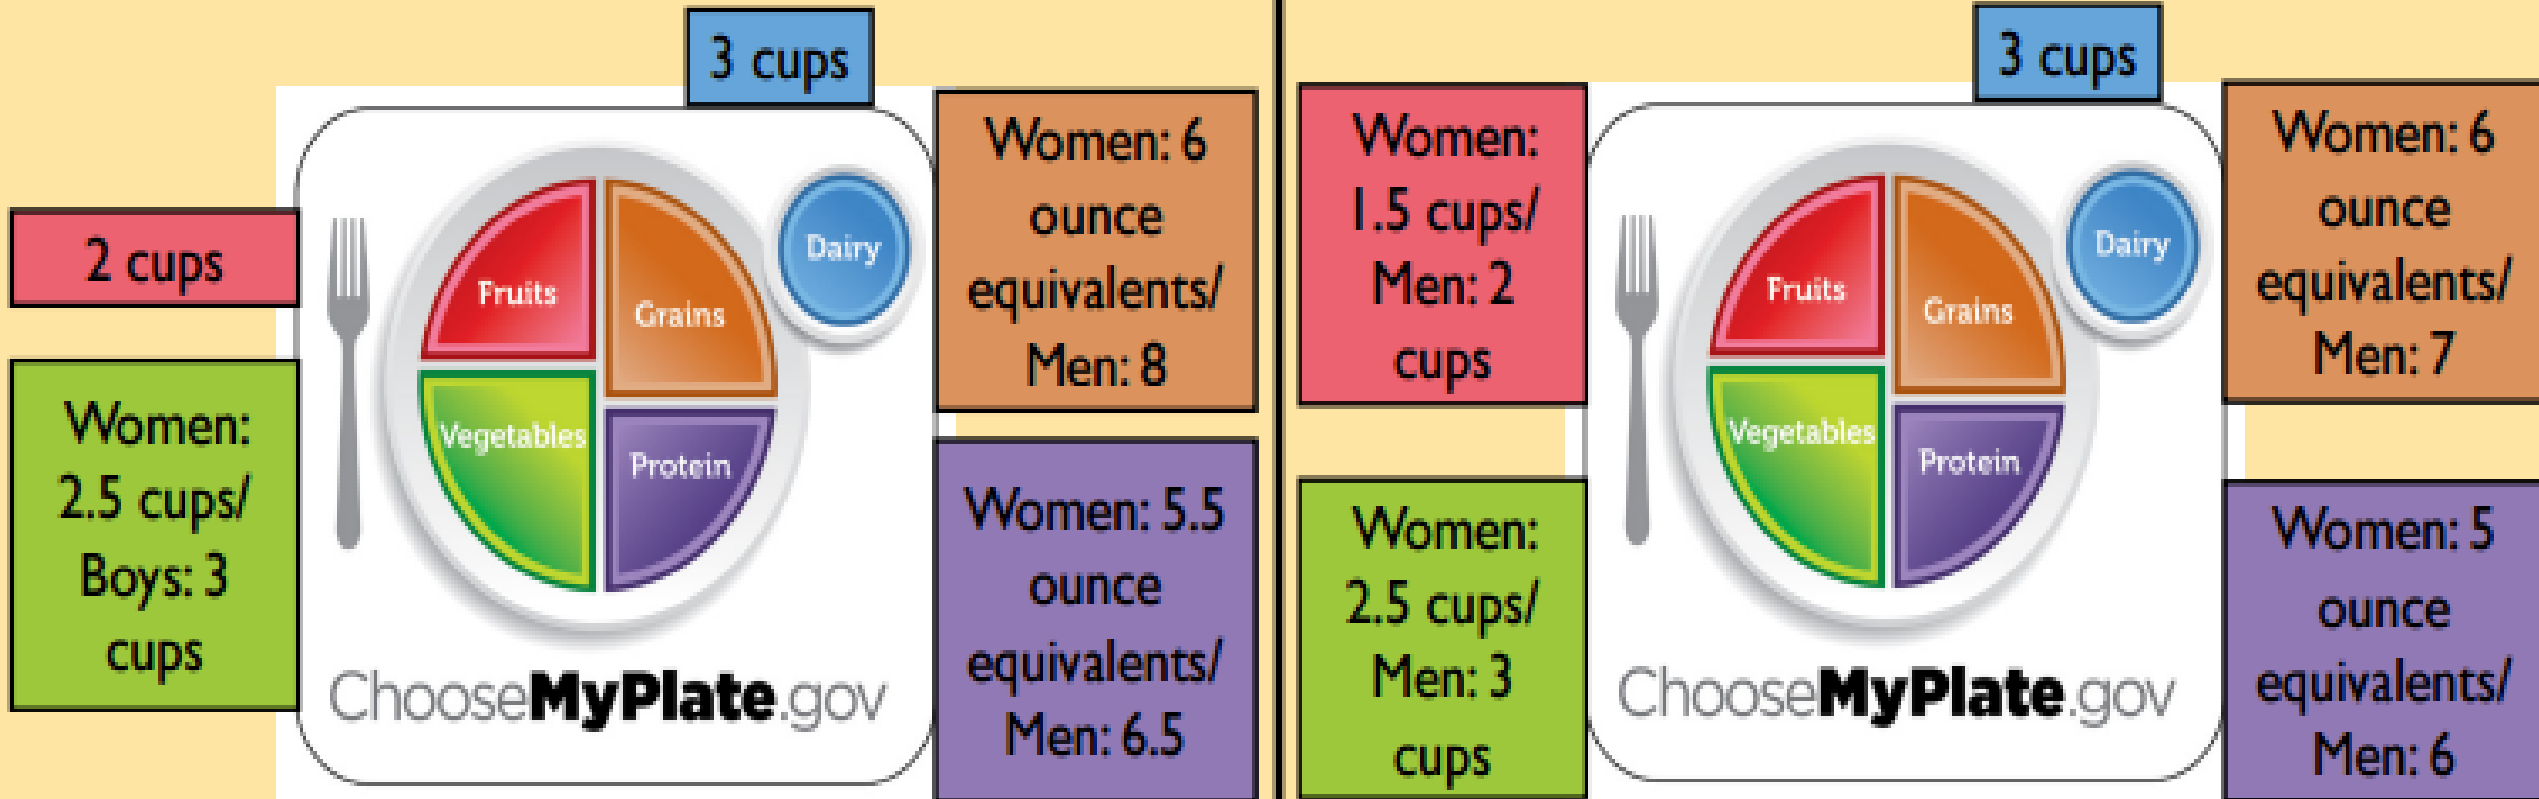 3 cups
2 cups
Women:
2.5 cups/
Boys: 3
cups
Fruits
Grains
Vegetables
Protein
Dairy
Women: 6
ounce
equivalents/
Men: 8
Women: 5.5
ounce
equivalents/
Men: 6.5
ChooseMyPlate.gov
3 cups
Women:
1.5 cups/
Men: 2
cups
Women:
2.5 cups/
Men: 3
cups
Fruits
Grains
Vegetables
Protein
Dairy
Women: 6
ounce
equivalents/
Men: 7
Women: 5
ounce
equivalents/
Men: 6
ChooseMyPlate.gov